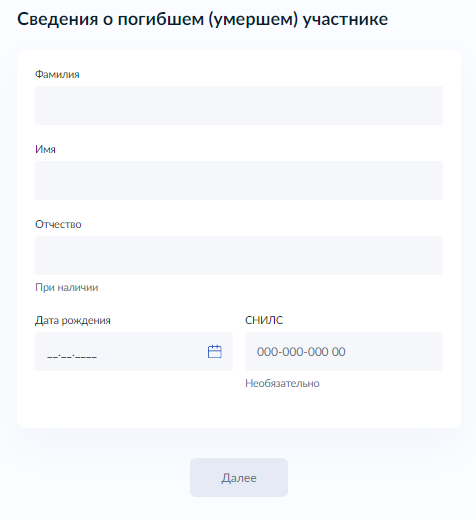 Сведения о погибшем (умершем) участнике
Фамилия
Имя
Отчество
При наличии
Дата рождения
СНИЛС
__.__.____
000-000-000 00
Необязательно
Далее